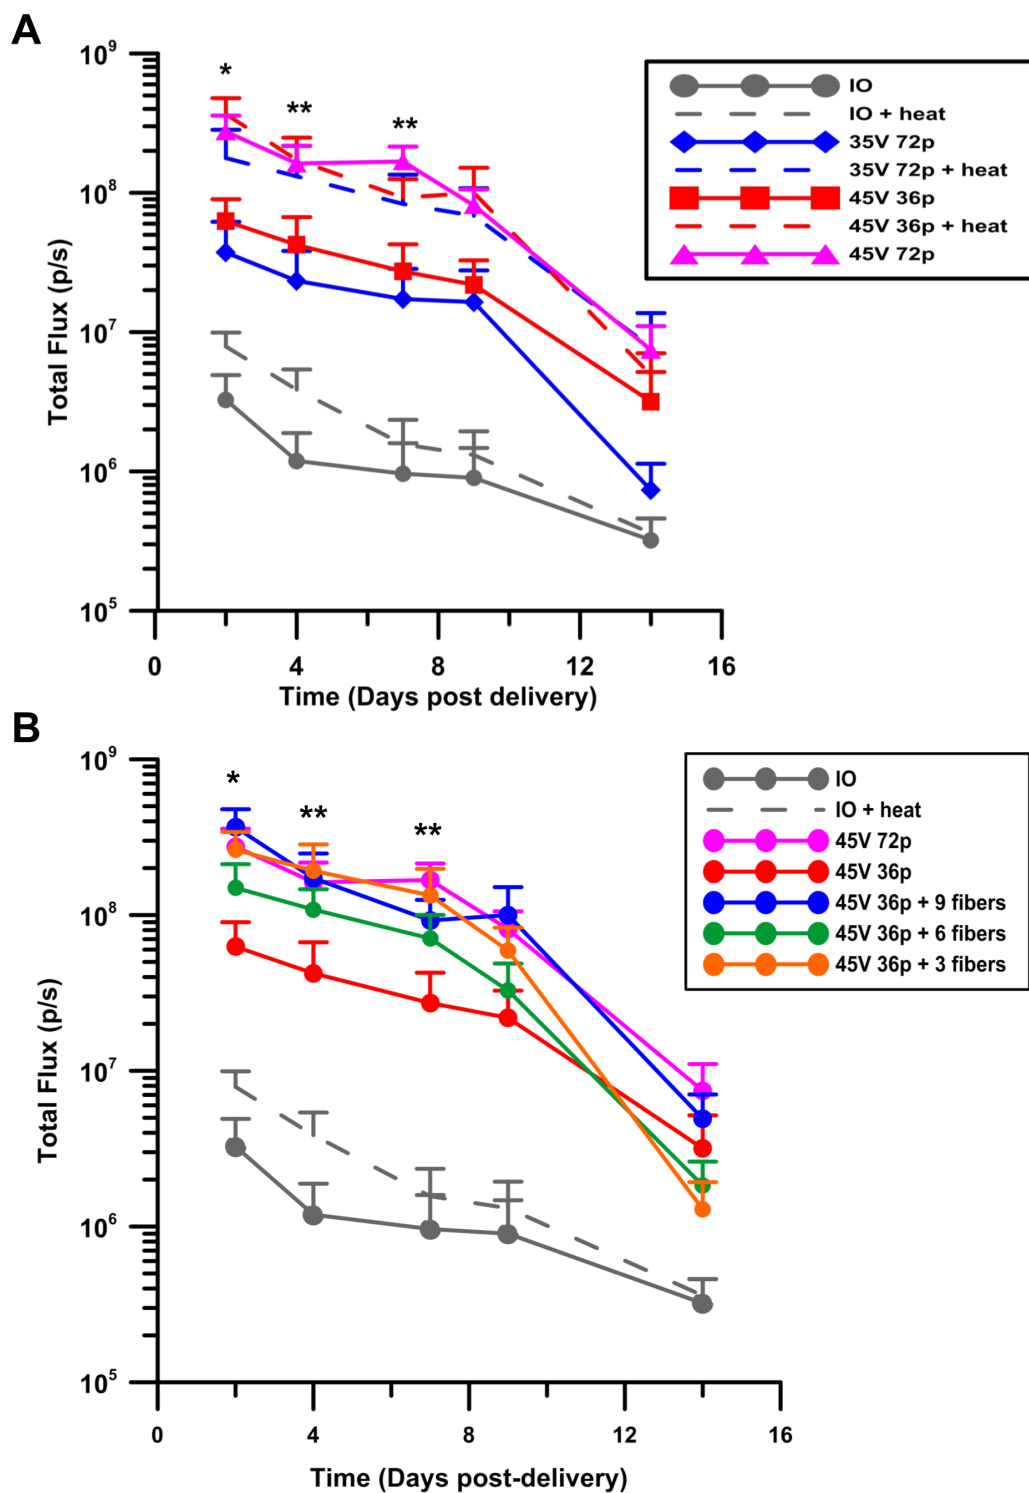 A
10⁹
10⁸
10⁷
10⁶
10⁵
Total Flux (p/s)
*
**
**
IO
IO + heat
35V 72p
35V 72p + heat
45V 36p
45V 36p + heat
45V 72p
0 4 8 12 16
Time (Days post delivery)
B
10⁹
10⁸
10⁷
10⁶
10⁵
Total Flux (p/s)
*
**
**
IO
IO + heat
45V 72p
45V 36p
45V 36p + 9 fibers
45V 36p + 6 fibers
45V 36p + 3 fibers
0 4 8 12 16
Time (Days post-delivery)